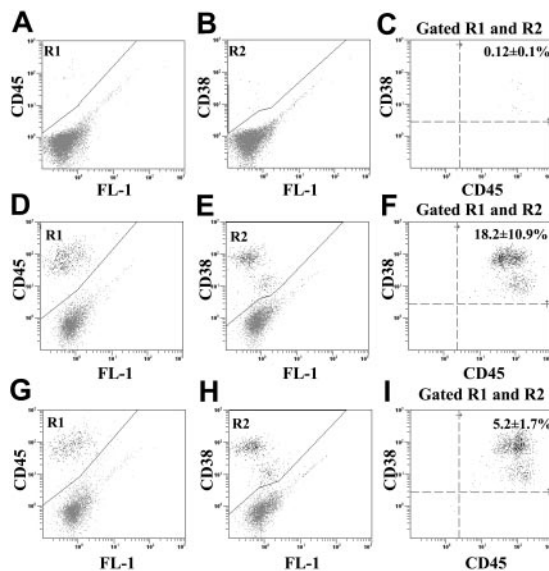 A
R1
CD45
FL-1
B
R2
CD38
FL-1
C
Gated R1 and R2
0.12±0.1%
CD38
CD45
D
R1
CD45
FL-1
E
R2
CD38
FL-1
F
Gated R1 and R2
18.2±10.9%
CD38
CD45
G
R1
CD45
FL-1
H
R2
CD38
FL-1
I
Gated R1 and R2
5.2±1.7%
CD38
CD45